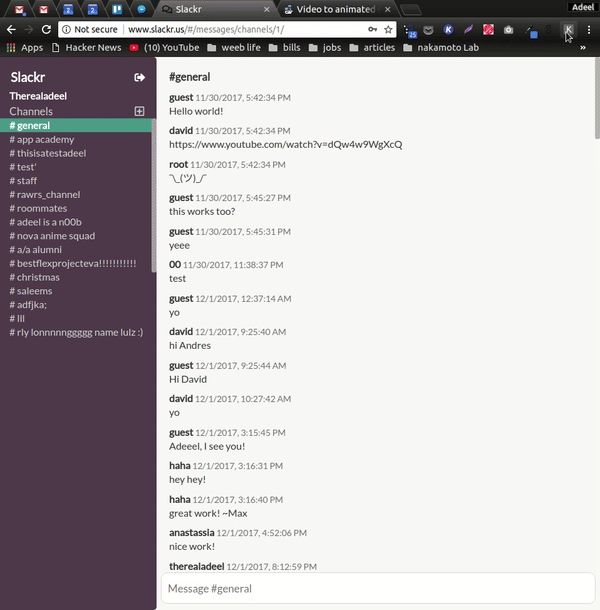 Adeel
Slackr
Video to animated
Not secure
www.slackr.us/#/messages/channels/1/
25
Apps
Hacker News
(10) YouTube
weeb life
bills
jobs
articles
nakamoto Lab
»
Slackr
Therealadeel
Channels
# general
# app academy
# thisisatestadeel
# test'
# staff
# rawrs_channel
# roommates
# adeel is a n00b
# nova anime squad
# a/a alumni
# bestflexprojecteva!!!!!!!!!!!
# christmas
# saleems
# adfjka;
# lll
# rly lonnnnnggggg name lulz :)
#general
guest 11/30/2017, 5:42:34 PM
Hello world!
david 11/30/2017, 5:42:34 PM
https://www.youtube.com/watch?v=dQw4w9WgXcQ
root 11/30/2017, 5:42:34 PM
¯\_(ツ)_/¯
guest 11/30/2017, 5:45:27 PM
this works too?
guest 11/30/2017, 5:45:31 PM
yeee
00 11/30/2017, 11:38:37 PM
test
guest 12/1/2017, 12:37:14 AM
yo
david 12/1/2017, 9:25:40 AM
hi Andres
guest 12/1/2017, 9:25:44 AM
Hi David
david 12/1/2017, 10:27:42 AM
yo
guest 12/1/2017, 3:15:45 PM
Adeeel, I see you!
haha 12/1/2017, 3:16:31 PM
hey hey!
haha 12/1/2017, 3:16:40 PM
great work! ~Max
anastassia 12/1/2017, 4:52:06 PM
nice work!
therealadeel 12/1/2017, 8:12:59 PM
Message #general